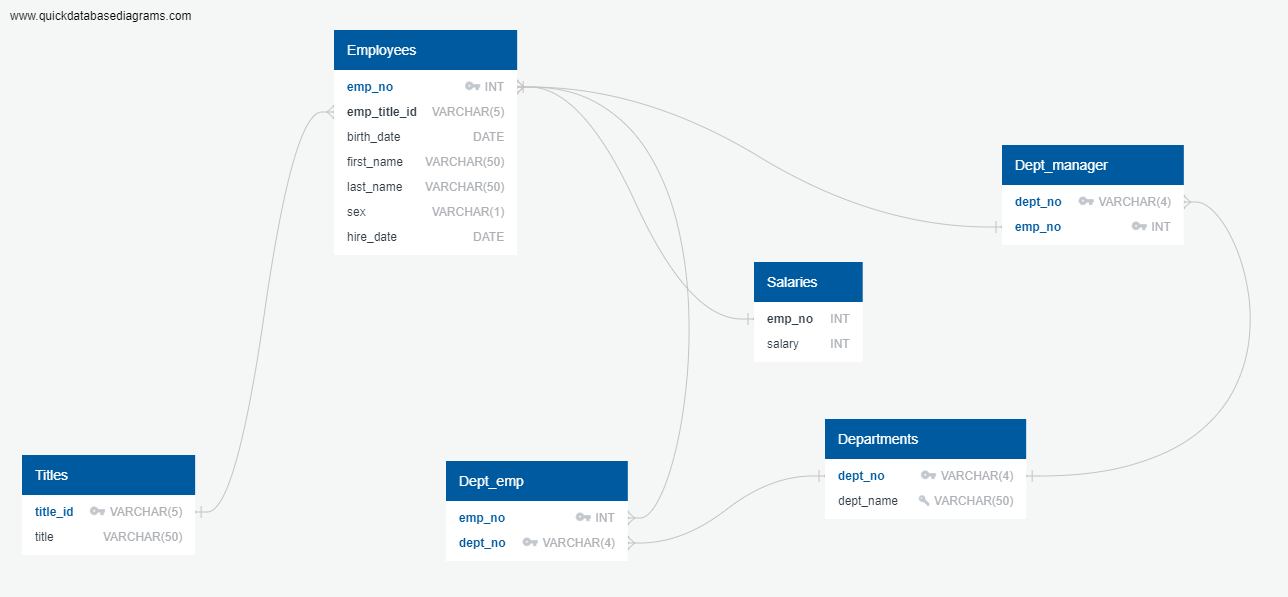 www.quickdatabasediagrams.com
Employees
emp_no INT
emp_title_id VARCHAR(5)
birth_date DATE
first_name VARCHAR(50)
last_name VARCHAR(50)
sex VARCHAR(1)
hire_date DATE
Dept_manager
dept_no VARCHAR(4)
emp_no INT
Salaries
emp_no INT
salary INT
Departments
dept_no VARCHAR(4)
dept_name VARCHAR(50)
Titles
title_id VARCHAR(5)
title VARCHAR(50)
Dept_emp
emp_no INT
dept_no VARCHAR(4)